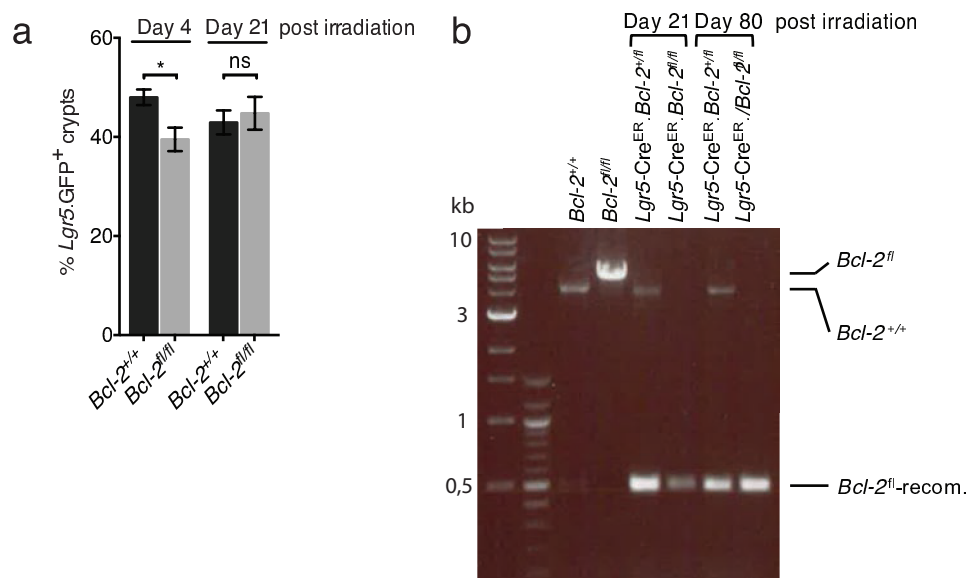 a
Day 4 Day 21 post irradiation
60
40
20
0
* ns
% Lgr5.GFP+ crypts
Bcl-2+/+
Bcl-2fl/fl
Bcl-2+/+
Bcl-2fl/fl
b
Day 21 Day 80 post irradiation
Bcl-2+/+
Bcl-2fl/fl
Lgr5-CreER.Bcl-2+/fl
Lgr5-CreER.Bcl-2fl/fl
Lgr5-CreER.Bcl-2+/fl
Lgr5-CreER./Bcl-2fl/fl
kb
10
3
1
0,5
Bcl-2fl
Bcl-2+/+
Bcl-2fl-recom.